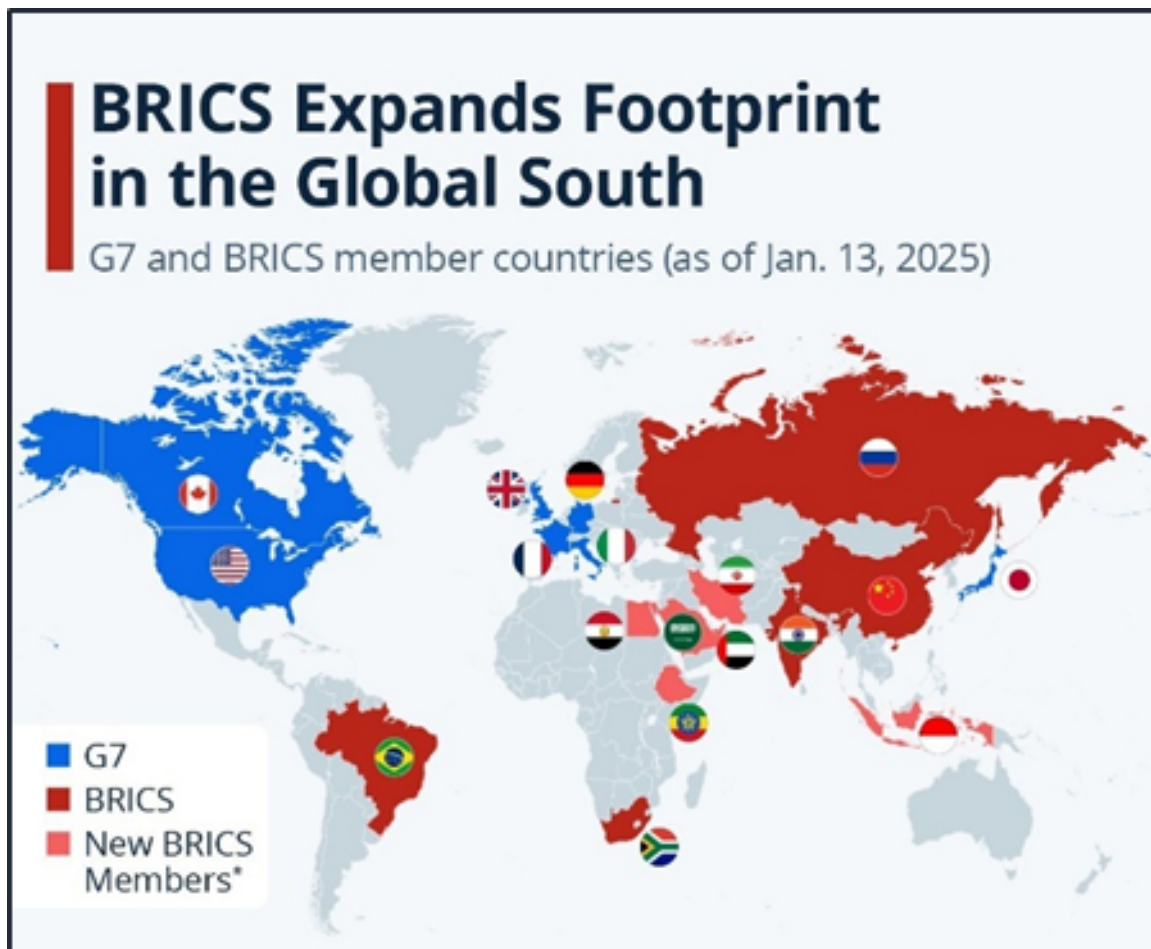 BRICS Expands Footprint
in the Global South
G7 and BRICS member countries (as of Jan. 13, 2025)
G7
BRICS
New BRICS
Members*